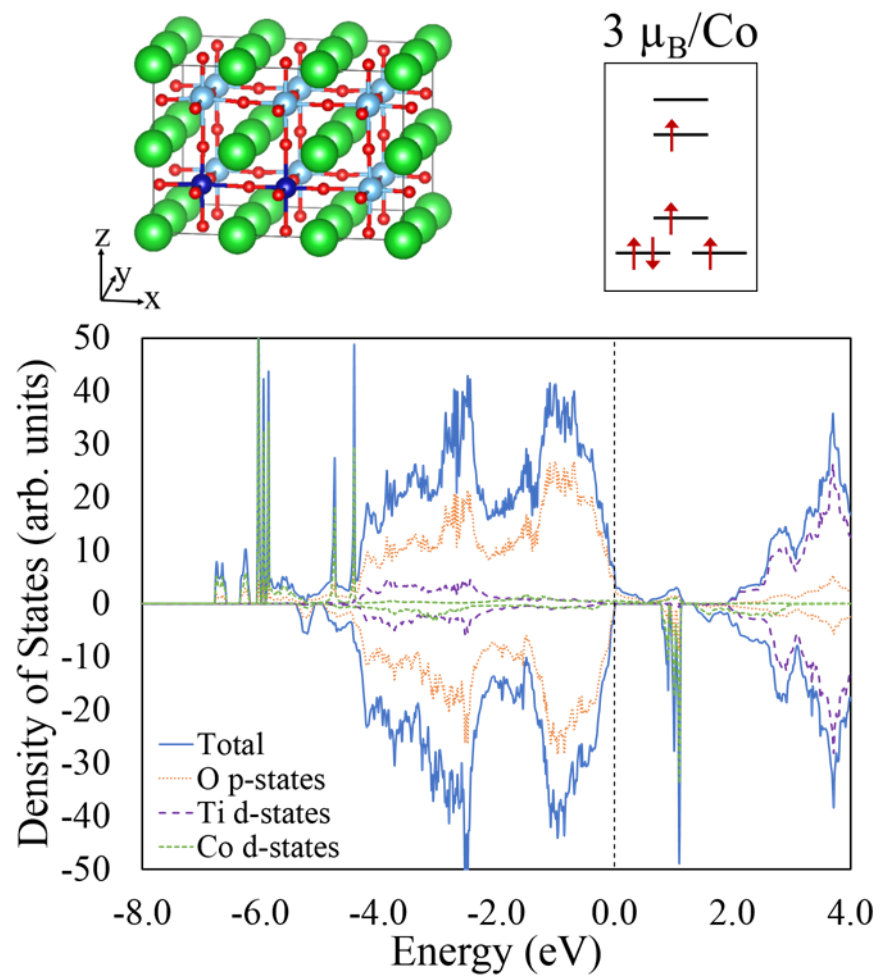 3 μB/Co
z
y
x
50
40
30
20
10
0
-10
-20
-30
-40
-50
Density of States (arb. units)
Total
O p-states
Ti d-states
Co d-states
-8.0 -6.0 -4.0 -2.0 0.0 2.0 4.0
Energy (eV)